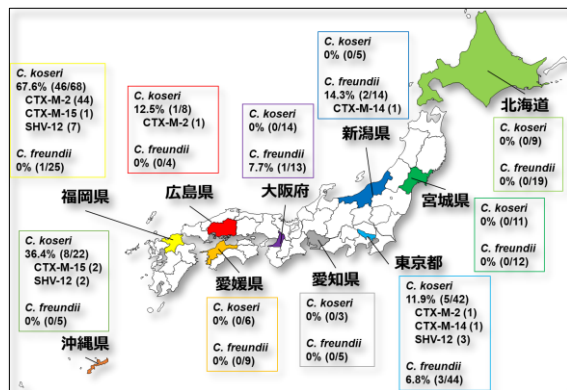 C. koseri
67.6% (46/68)
CTX-M-2 (44)
CTX-M-15 (1)
SHV-12 (7)
C. freundii
0% (1/25)
福岡県
C. koseri
12.5% (1/8)
CTX-M-2 (1)
C. freundii
0% (0/4)
広島県
C. koseri
0% (0/14)
C. freundii
7.7% (1/13)
大阪府
C. koseri
0% (0/5)
C. freundii
14.3% (2/14)
CTX-M-14 (1)
新潟県
北海道
C. koseri
0% (0/9)
C. freundii
0% (0/19)
宮城県
C. koseri
0% (0/11)
C. freundii
0% (0/12)
C. koseri
36.4% (8/22)
CTX-M-15 (2)
SHV-12 (2)
C. freundii
0% (0/5)
沖縄県
愛媛県
C. koseri
0% (0/6)
C. freundii
0% (0/9)
愛知県
C. koseri
0% (0/3)
C. freundii
0% (0/5)
東京都
C. koseri
11.9% (5/42)
CTX-M-2 (1)
CTX-M-14 (1)
SHV-12 (3)
C. freundii
6.8% (3/44)